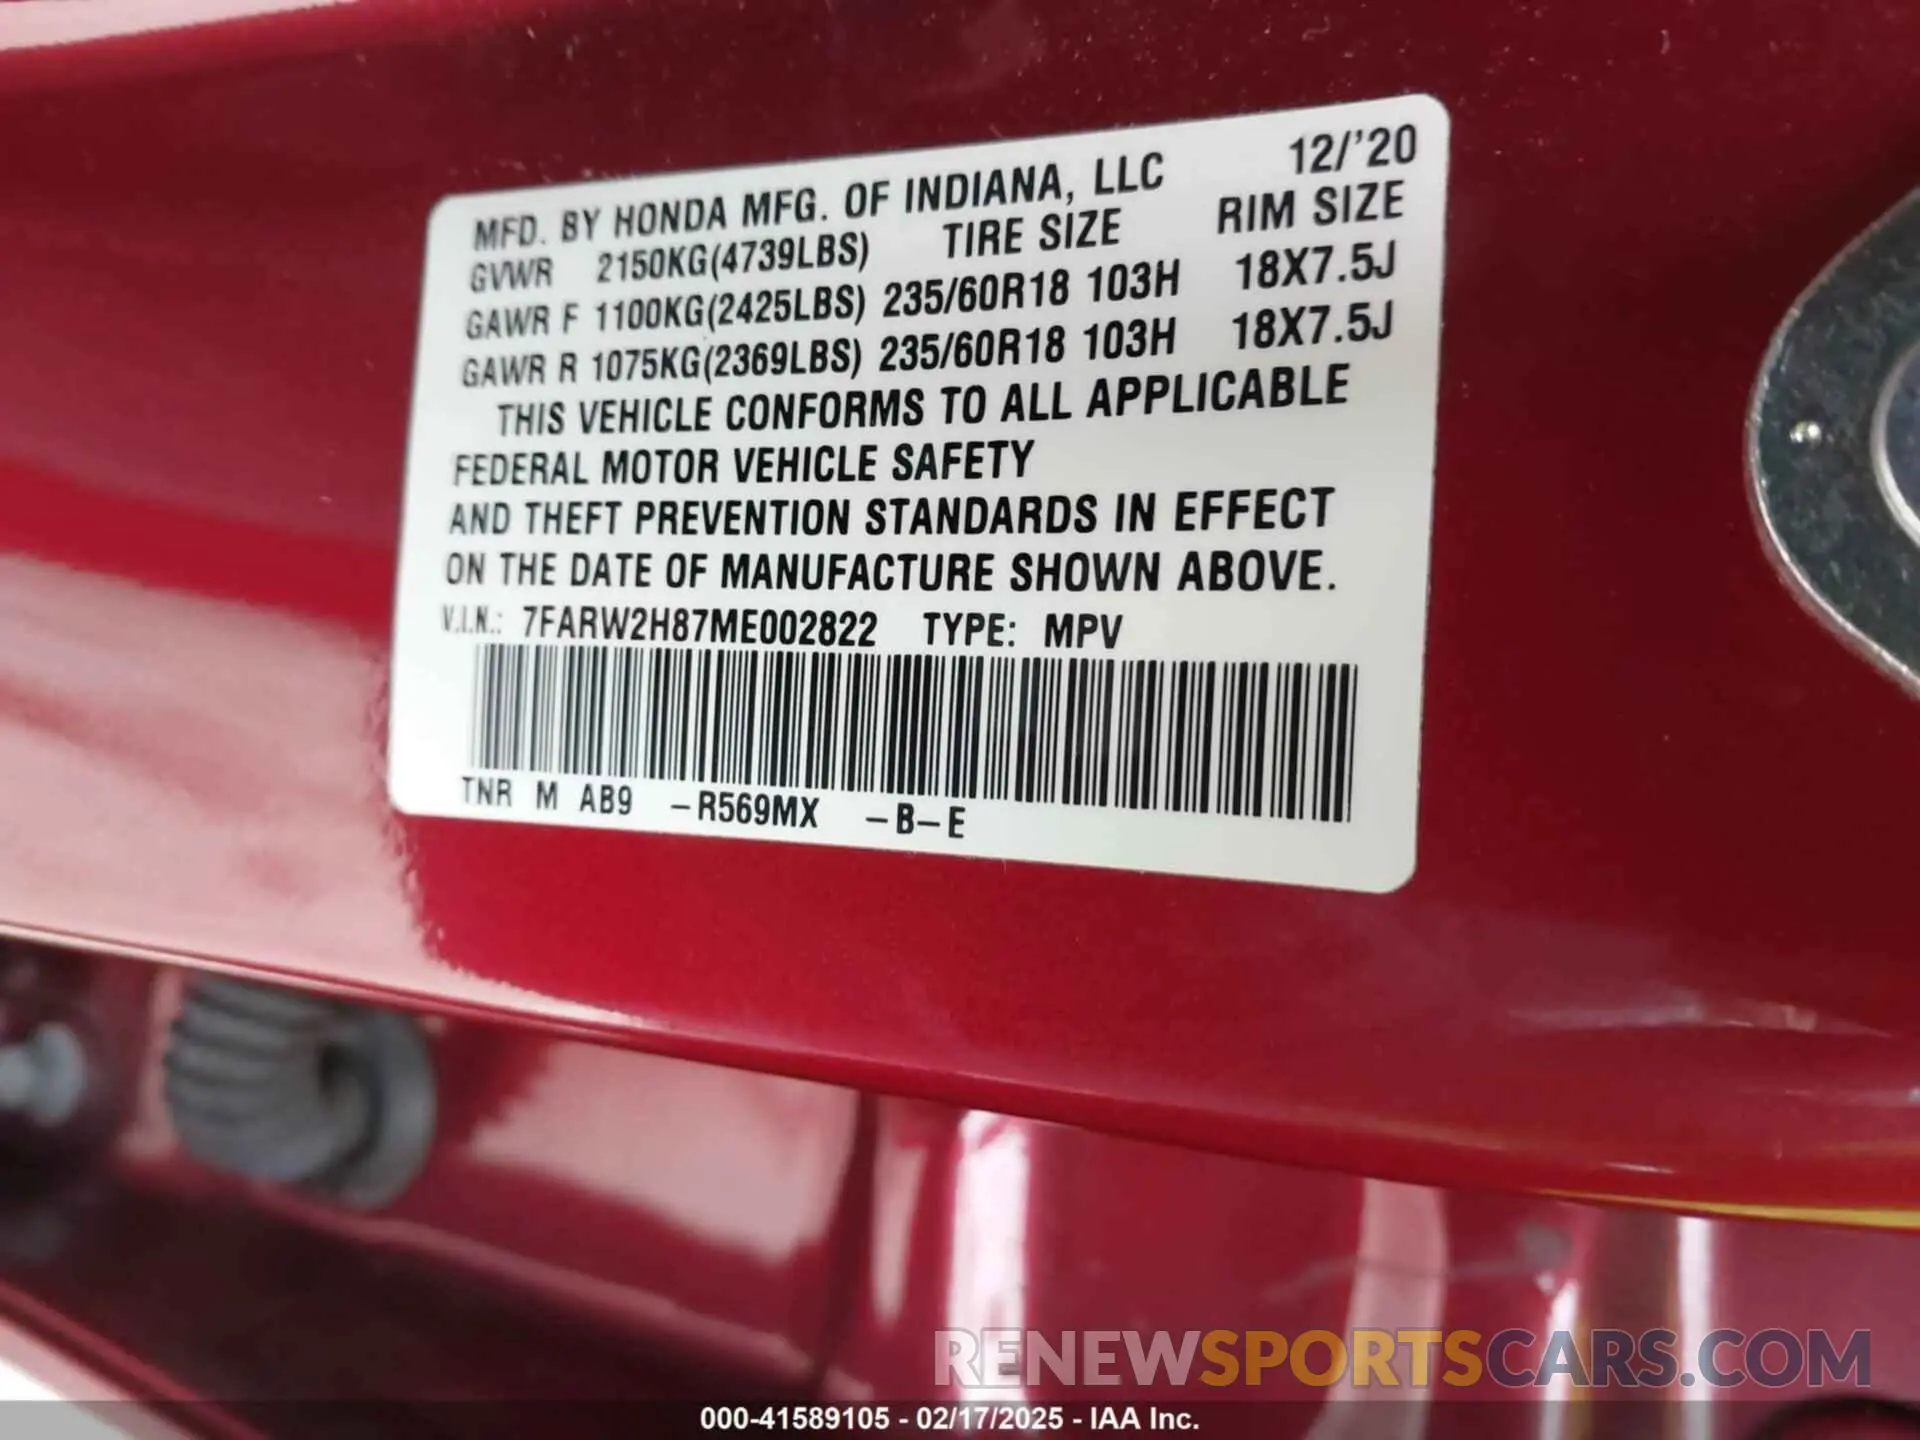 MFD. BY HONDA MFG. OF INDIANA, LLC 12/'20
GVWR 2150KG(4739LBS) TIRE SIZE RIM SIZE
GAWR F 1100KG(2425LBS) 235/60R18 103H 18X7.5J
GAWR R 1075KG(2369LBS) 235/60R18 103H 18X7.5J
THIS VEHICLE CONFORMS TO ALL APPLICABLE
FEDERAL MOTOR VEHICLE SAFETY
AND THEFT PREVENTION STANDARDS IN EFFECT
ON THE DATE OF MANUFACTURE SHOWN ABOVE.
V.I.N.: 7FARW2H87ME002822 TYPE: MPV
TNR M AB9 -R569MX -B-E
RENEWSPORTSCARS.COM
000-41589105 - 02/17/2025 - IAA Inc.